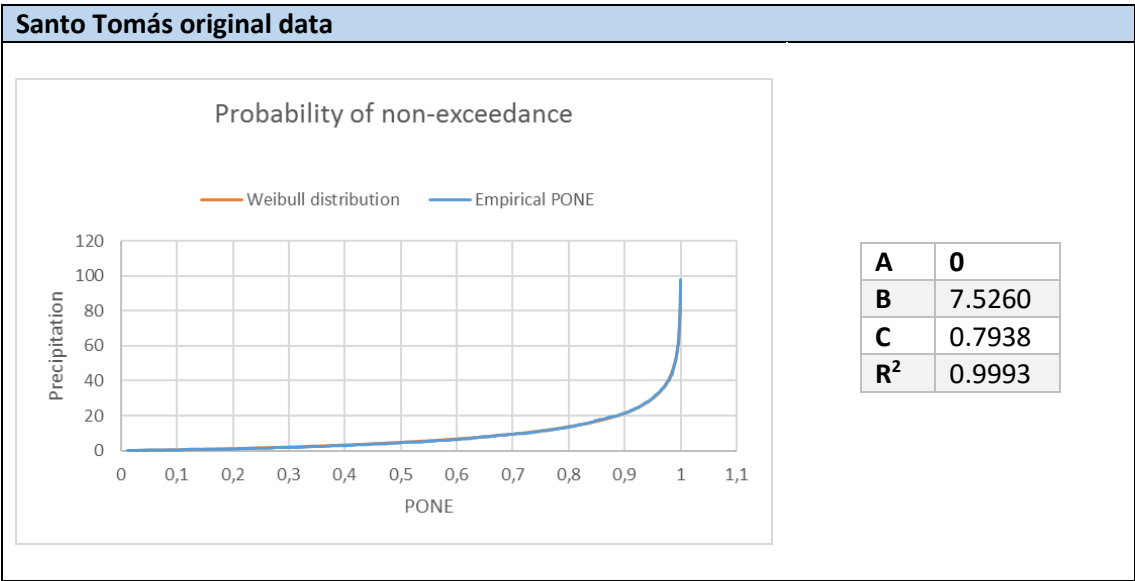 Santo Tomás original data
Probability of non-exceedance
Weibull distribution Empirical PONE
120
100
80
60
40
20
0
Precipitation
0 0,1 0,2 0,3 0,4 0,5 0,6 0,7 0,8 0,9 1 1,1
PONE
A 0
B 7.5260
C 0.7938
R² 0.9993